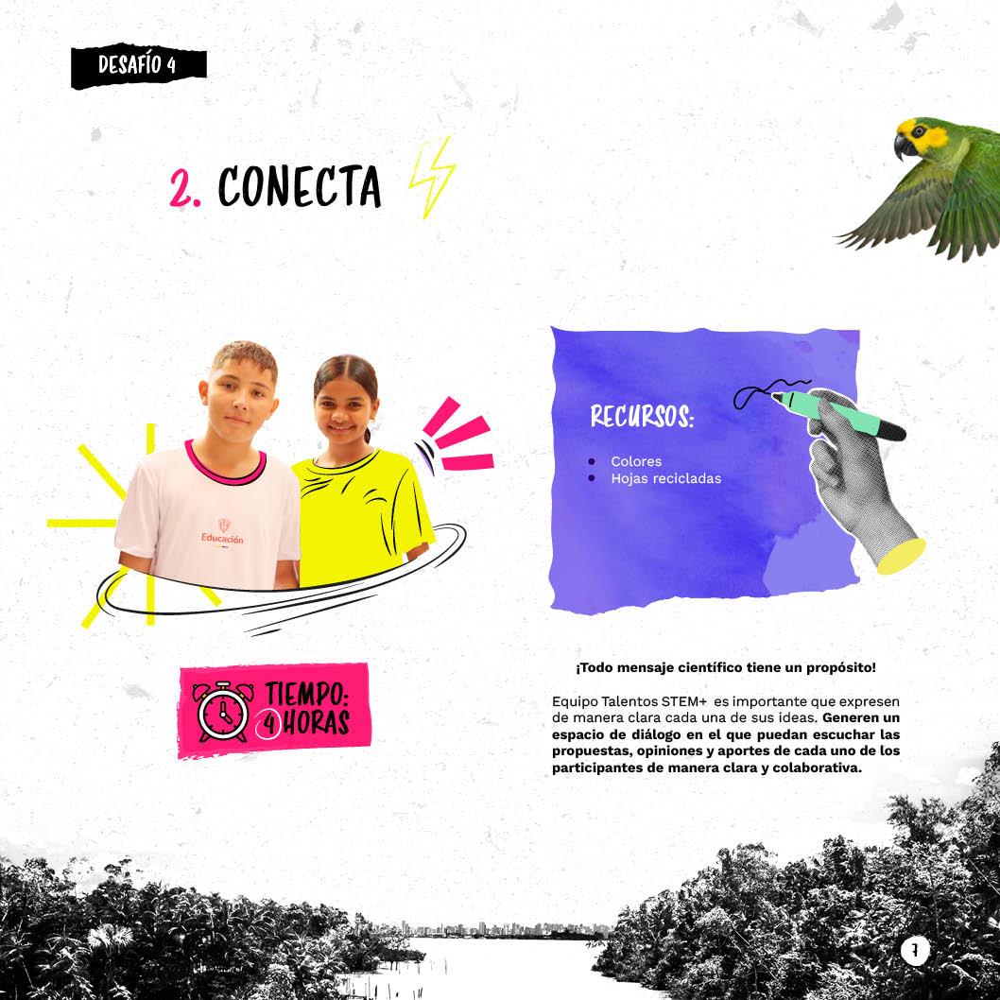 DESAFÍO 4
2. CONECTA
Educación
RECURSOS:
• Colores
• Hojas recicladas
TIEMPO:
4 HORAS
¡Todo mensaje científico tiene un propósito!
Equipo Talentos STEM+ es importante que expresen
de manera clara cada una de sus ideas. Generen un
espacio de diálogo en el que puedan escuchar las
propuestas, opiniones y aportes de cada uno de los
participantes de manera clara y colaborativa.
7